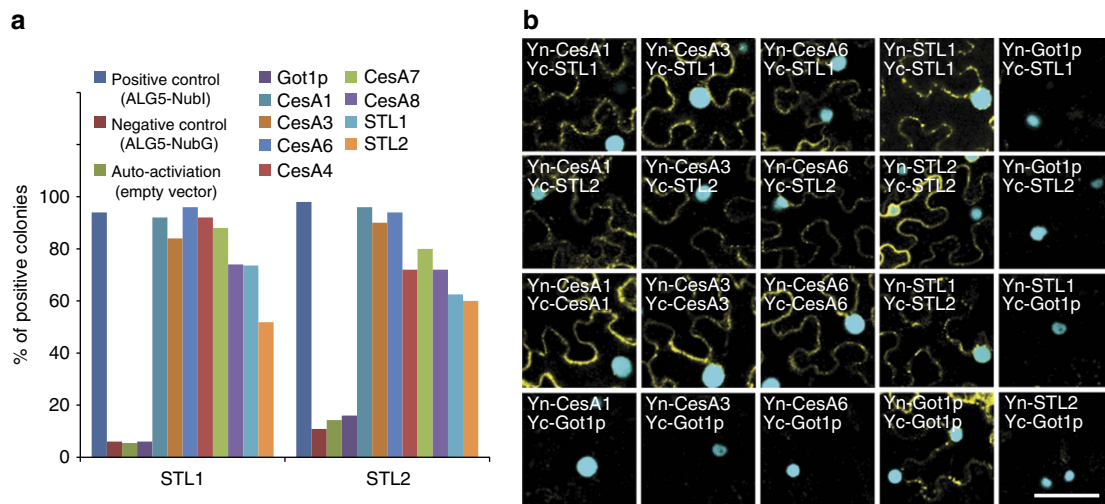 a
% of positive colonies
100
80
60
40
20
0
Positive control
(ALG5-NubI)
Negative control
(ALG5-NubG)
Auto-activiation
(empty vector)
Got1p
CesA1
CesA3
CesA6
CesA4
CesA7
CesA8
STL1
STL2
STL1
STL2
b
Yn-CesA1
Yc-STL1
Yn-CesA3
Yc-STL1
Yn-CesA6
Yc-STL1
Yn-STL1
Yc-STL1
Yn-Got1p
Yc-STL1
Yn-CesA1
Yc-STL2
Yn-CesA3
Yc-STL2
Yn-CesA6
Yc-STL2
Yn-STL2
Yc-STL2
Yn-Got1p
Yc-STL2
Yn-CesA1
Yc-CesA1
Yn-CesA3
Yc-CesA3
Yn-CesA6
Yc-CesA6
Yn-STL1
Yc-STL2
Yn-STL1
Yc-Got1p
Yn-CesA1
Yc-Got1p
Yn-CesA3
Yc-Got1p
Yn-CesA6
Yc-Got1p
Yn-Got1p
Yc-Got1p
Yn-STL2
Yc-Got1p